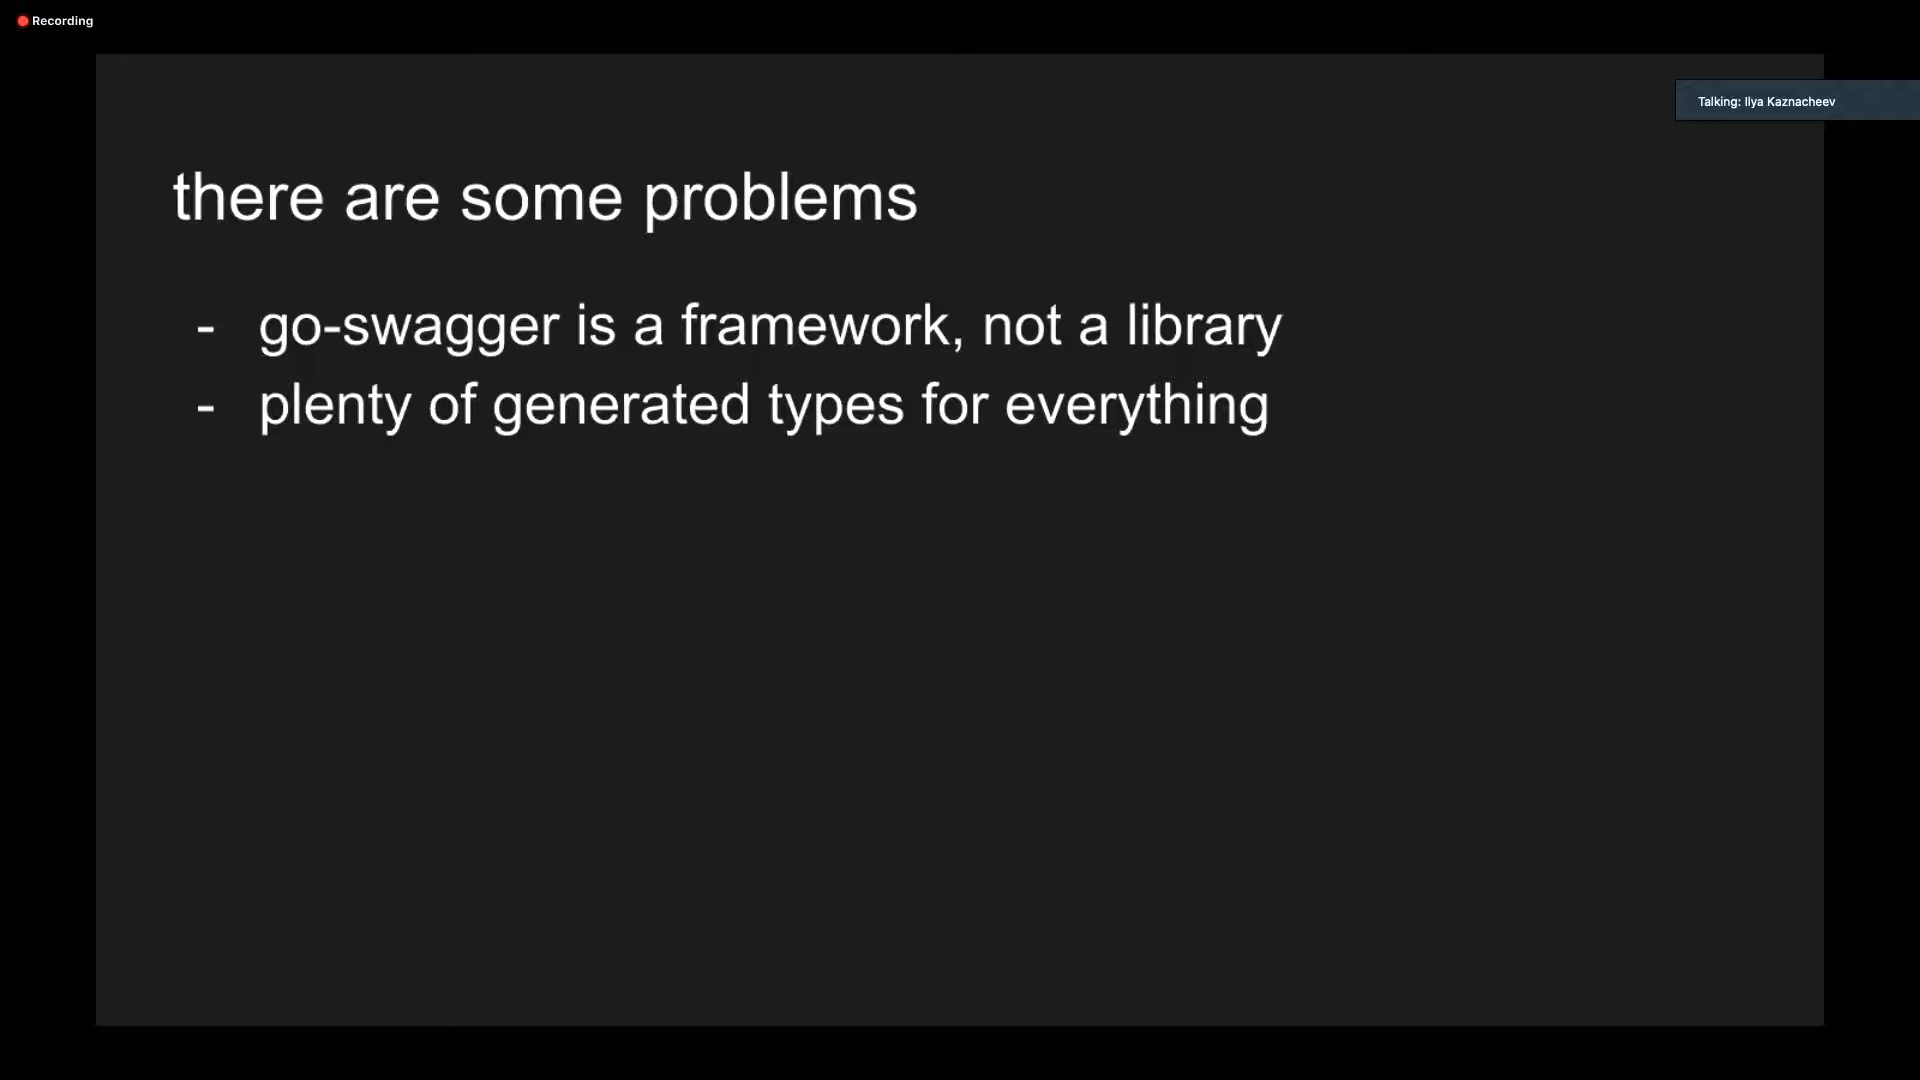 Recording
Talking: Ilya Kaznacheev
there are some problems
- go-swagger is a framework, not a library
- plenty of generated types for everything